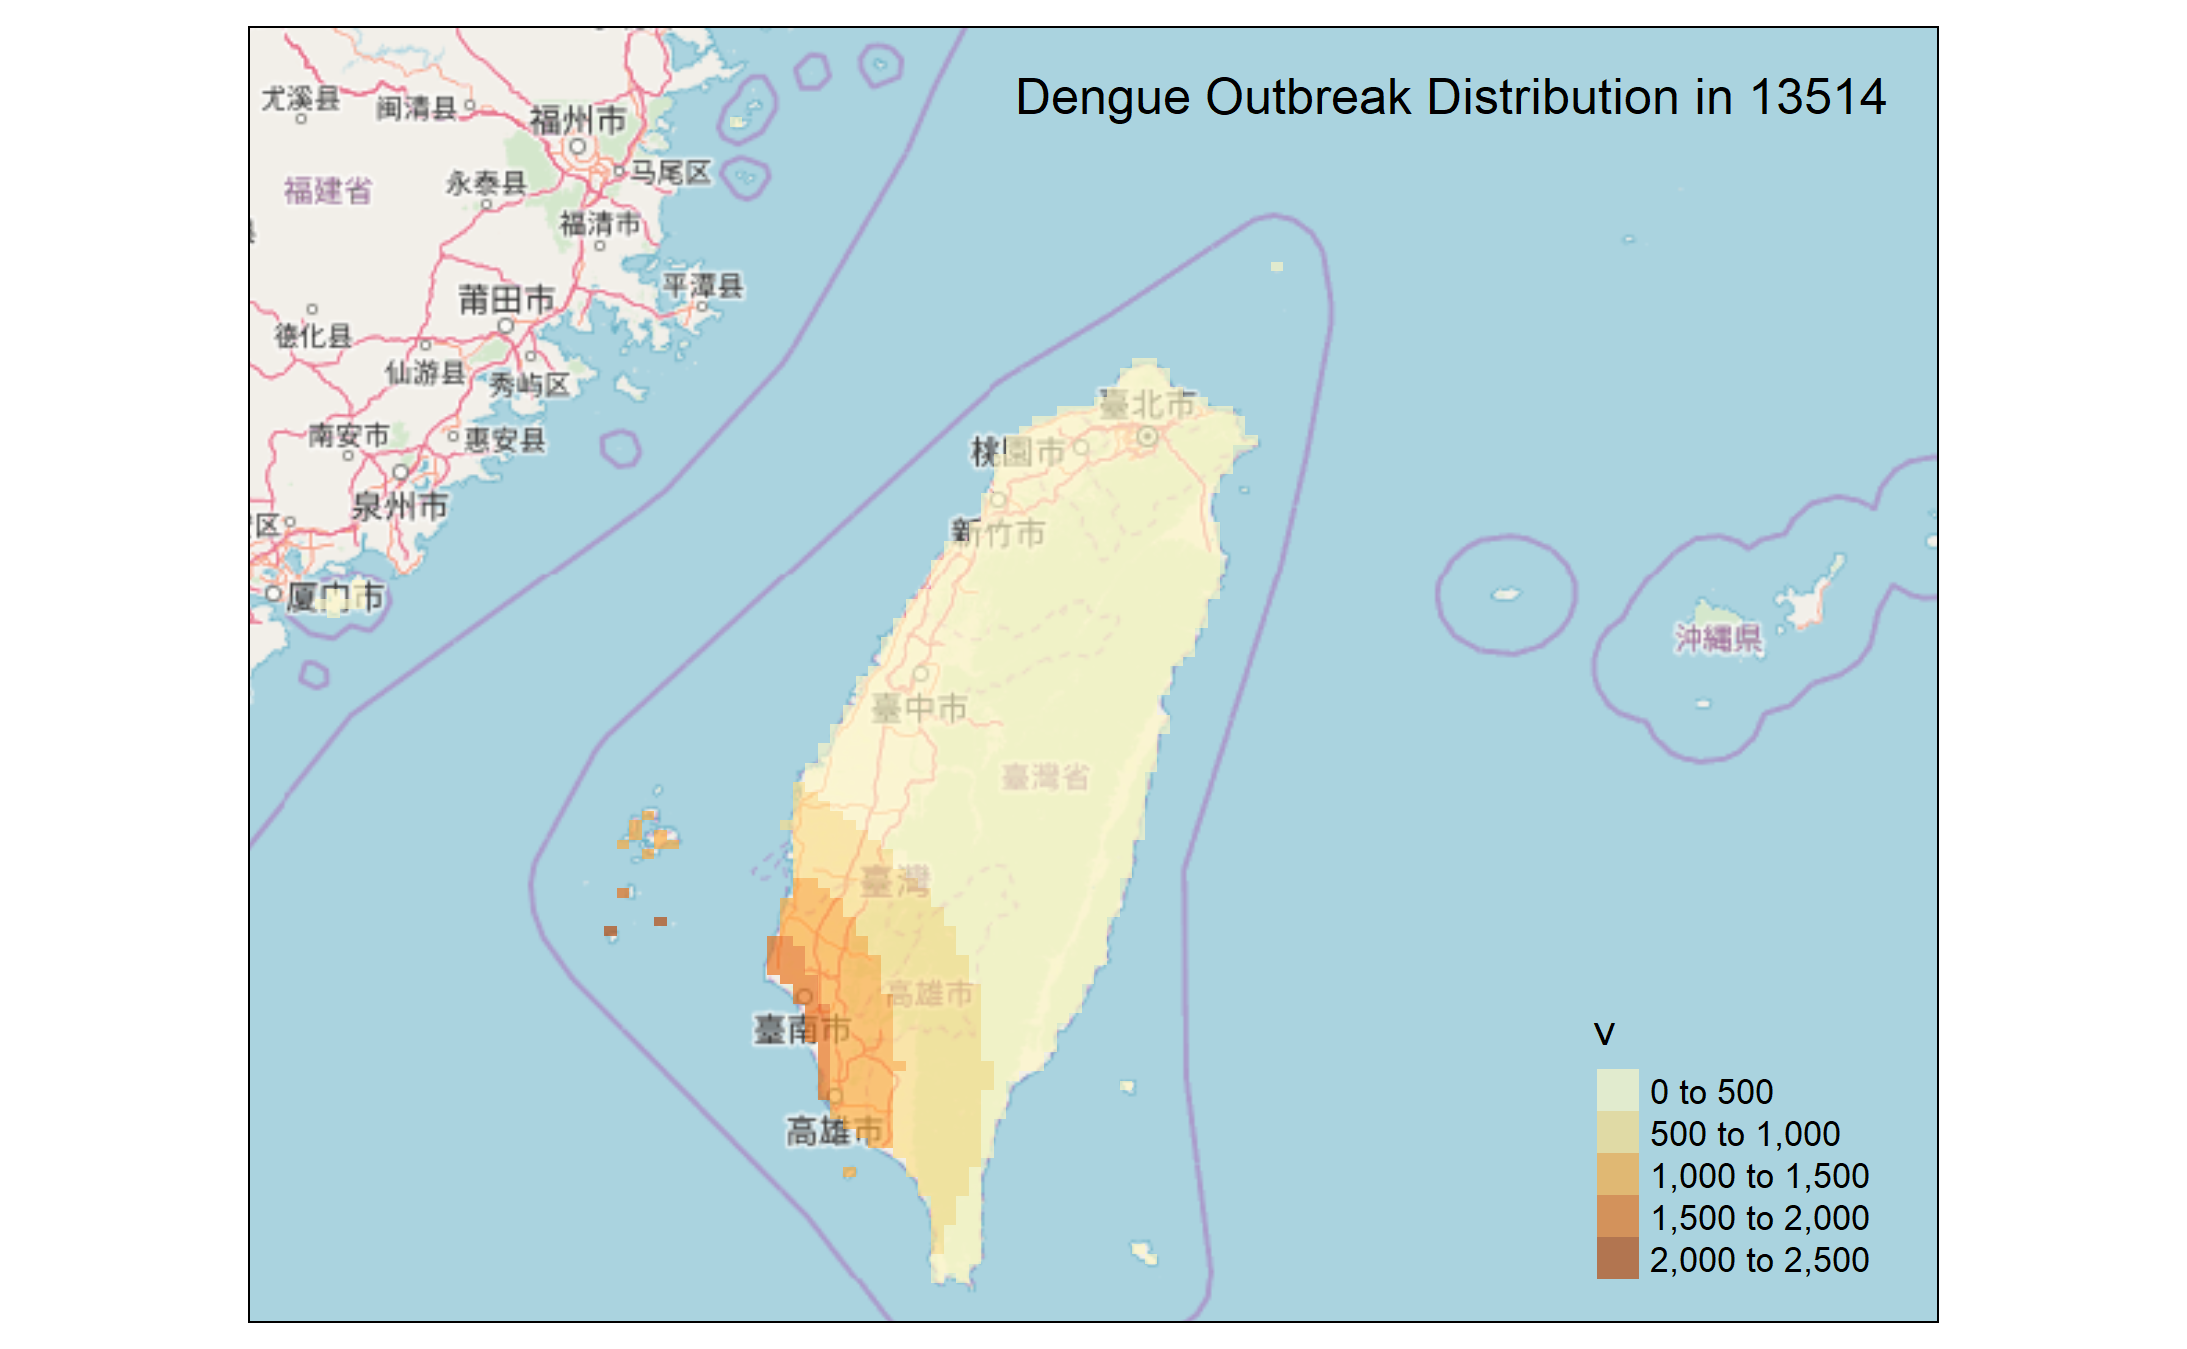 Dengue Outbreak Distribution in 13514
尤溪县
闽清县
福州市
马尾区
福建省
永泰县
福清市
平潭县
莆田市
德化县
仙游县
秀屿区
南安市
惠安县
泉州市
区
厦门市
臺北市
桃園市
新竹市
臺中市
臺灣省
臺灣
高雄市
臺南市
高雄市
沖縄県
v
0 to 500
500 to 1,000
1,000 to 1,500
1,500 to 2,000
2,000 to 2,500